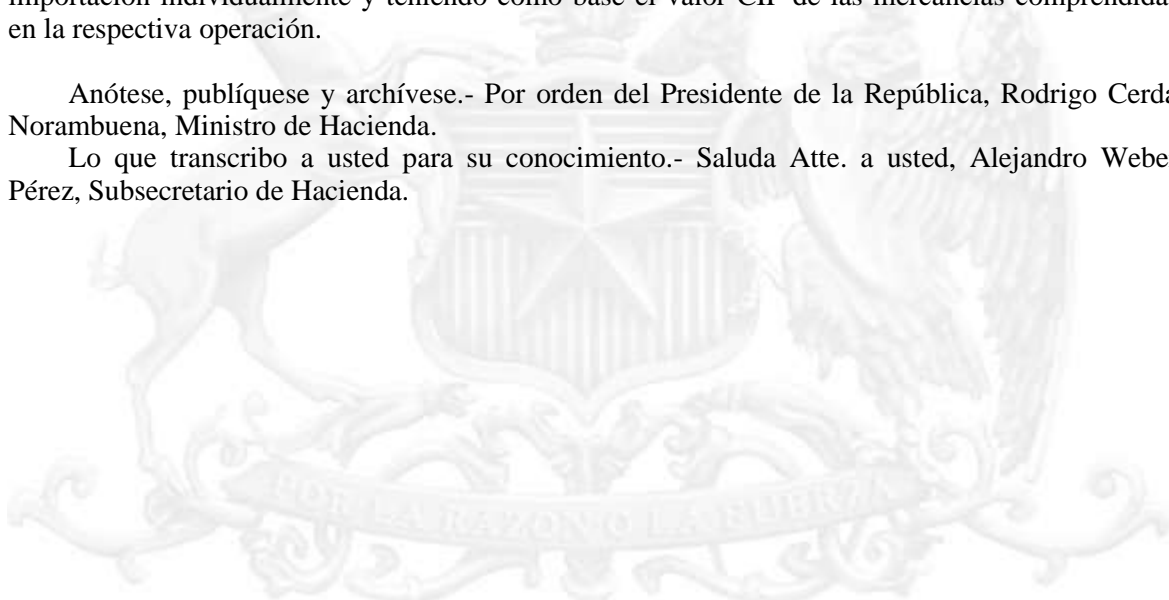 importación individualmente y teniendo como base el valor CIF de las mercancías comprendida
en la respectiva operación.
Anótese, publíquese y archívese.- Por orden del Presidente de la República, Rodrigo Cerda
Norambuena, Ministro de Hacienda.
Lo que transcribo a usted para su conocimiento.- Saluda Atte. a usted, Alejandro Webe
Pérez, Subsecretario de Hacienda.
POR LA RAZON O LA FUERZA